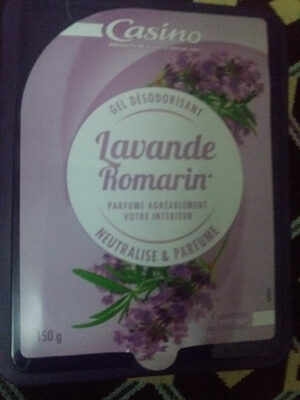 Casino
GEL DÉSODORISANT
Lavande
Romarin*
PARFUME AGRÉABLEMENT
VOTRE INTÉRIEUR
NEUTRALISE & PARFUME
150 g